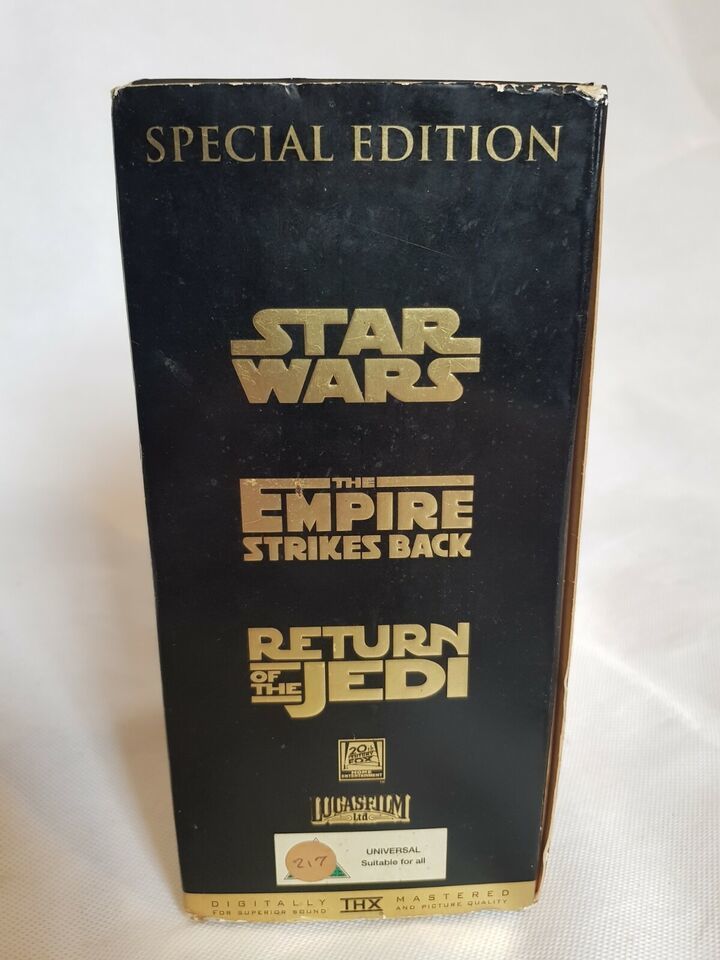 SPECIAL EDITION
STAR
WARS
THE
EMPIRE
STRIKES BACK
RETURN
OF
THE
JEDI
20th
CENTURY
FOX
HOME
ENTERTAINMENT
TM
LUCASFILM
Ltd
UNIVERSAL
Suitable for all
217
DIGITALLY THX MASTERED
FOR SUPERIOR SOUND AND PICTURE QUALITY